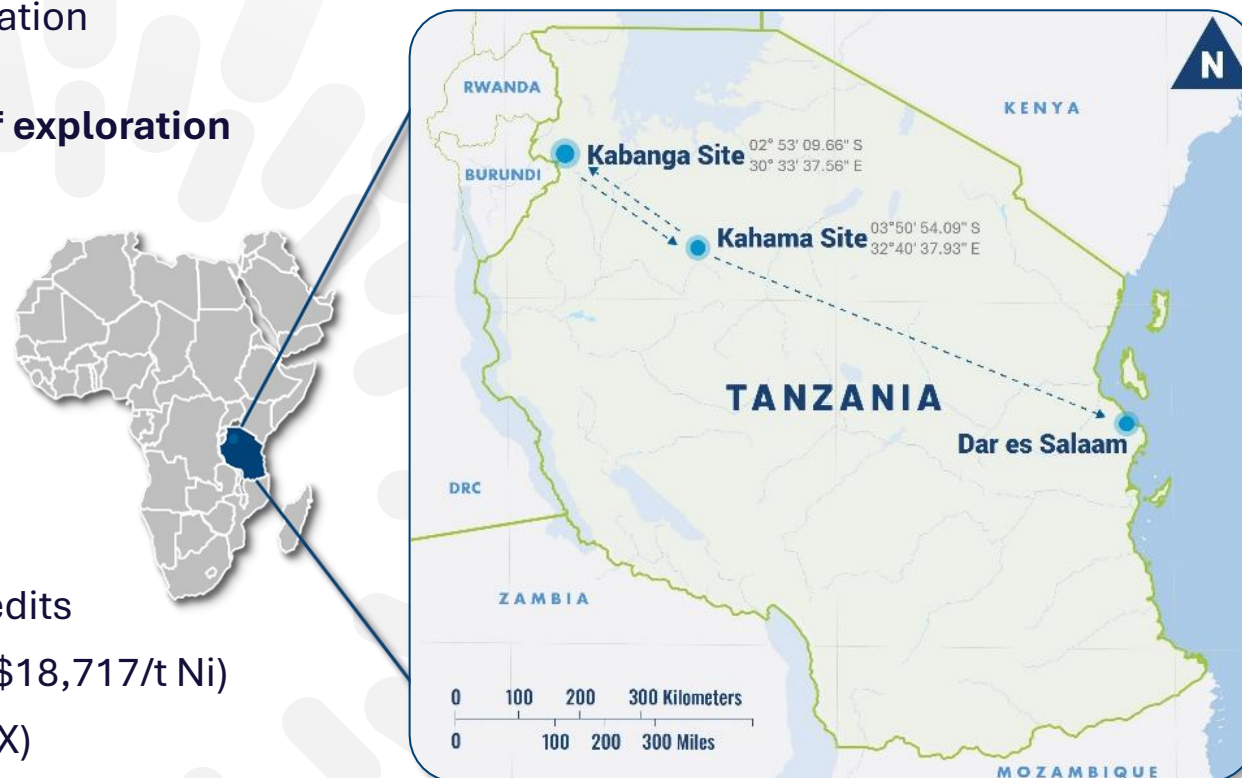 ation
f exploration
edits
$18,717/t Ni)
X)
N
RWANDA
KENYA
Kabanga Site 02° 53' 09.66" S
30° 33' 37.56" E
BURUNDI
Kahama Site 03°50' 54.09" S
32°40' 37.93" E
TANZANIA
Dar es Salaam
DRC
ZAMBIA
0 100 200 300 Kilometers
0 100 200 300 Miles
MOZAMBIQUE